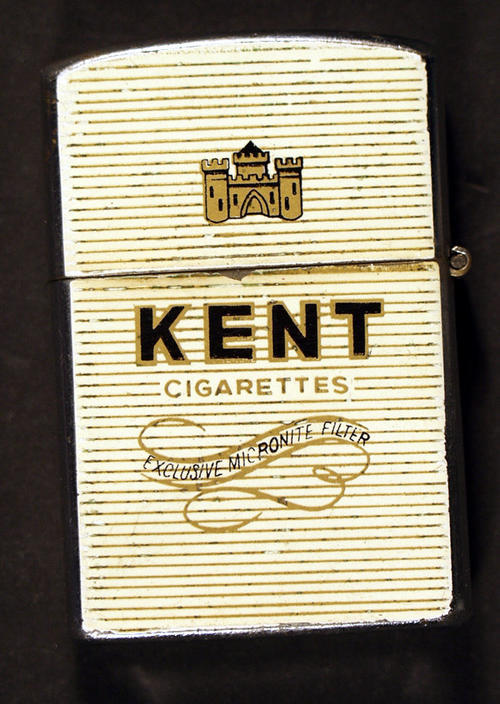 KENT
CIGARETTES
EXCLUSIVE MICRONITE FILTER